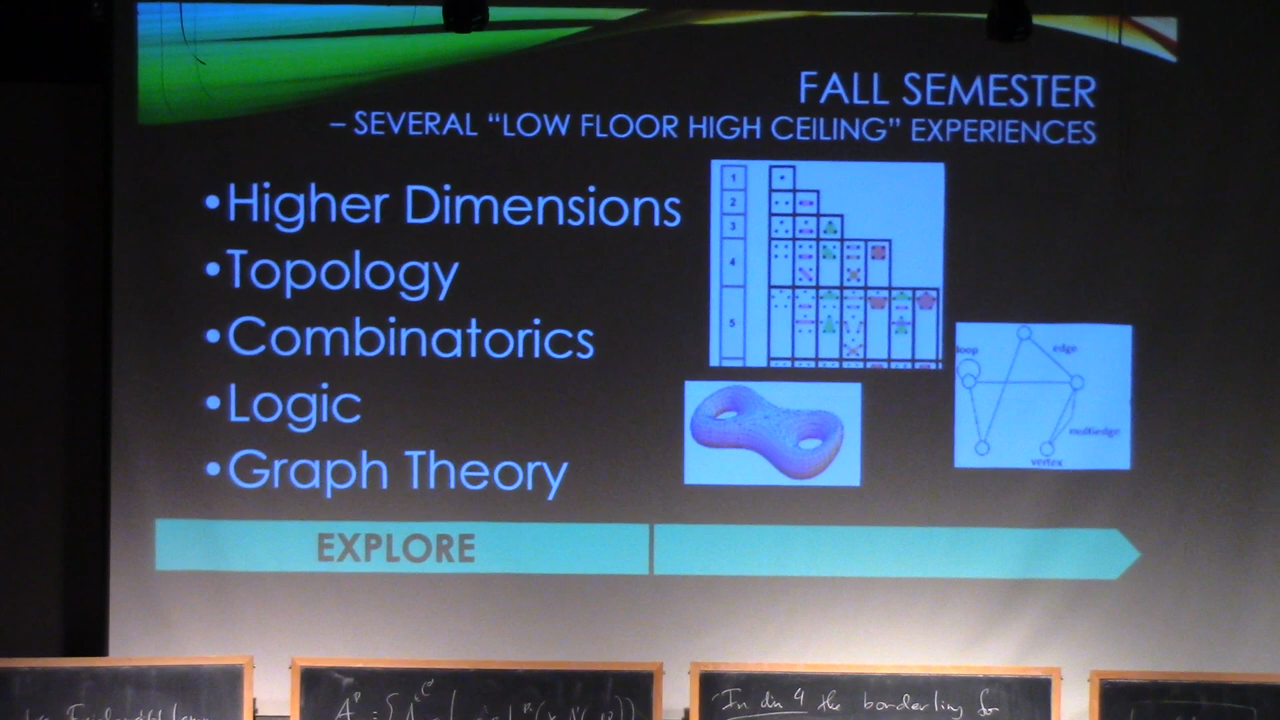 FALL SEMESTER
– SEVERAL “LOW FLOOR HIGH CEILING” EXPERIENCES
•Higher Dimensions
•Topology
•Combinatorics
•Logic
•Graph Theory
1
2
3
4
5
loop
edge
multiedge
vertex
EXPLORE
In dim 4 the borderline for